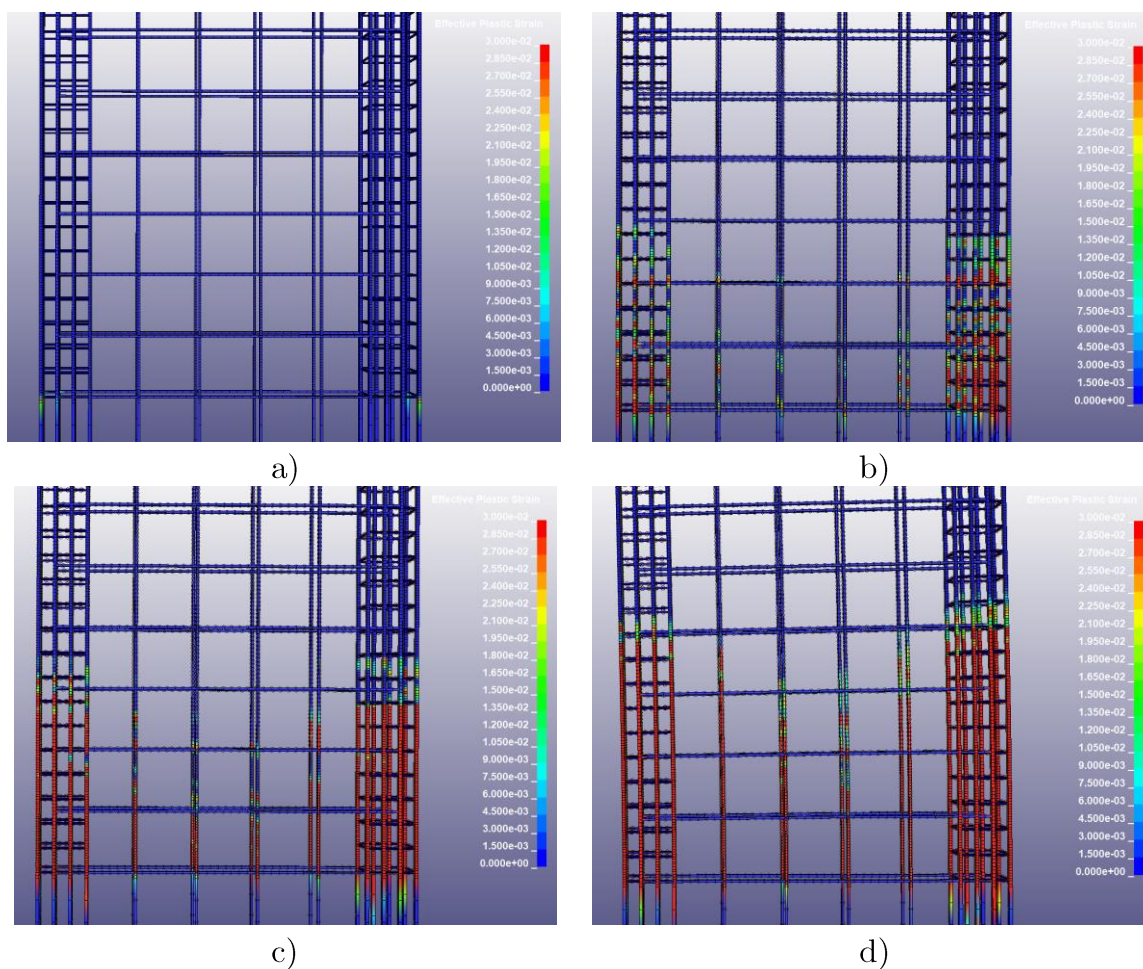 Effective Plastic Strain
3.000e-02
2.850e-02
2.700e-02
2.550e-02
2.400e-02
2.250e-02
2.100e-02
1.950e-02
1.800e-02
1.650e-02
1.500e-02
1.350e-02
1.200e-02
1.050e-02
9.000e-03
7.500e-03
6.000e-03
4.500e-03
3.000e-03
1.500e-03
0.000e+00
a)
Effective Plastic Strain
3.000e-02
2.850e-02
2.700e-02
2.550e-02
2.400e-02
2.250e-02
2.100e-02
1.950e-02
1.800e-02
1.650e-02
1.500e-02
1.350e-02
1.200e-02
1.050e-02
9.000e-03
7.500e-03
6.000e-03
4.500e-03
3.000e-03
1.500e-03
0.000e+00
b)
Effective Plastic Strain
3.000e-02
2.850e-02
2.700e-02
2.550e-02
2.400e-02
2.250e-02
2.100e-02
1.950e-02
1.800e-02
1.650e-02
1.500e-02
1.350e-02
1.200e-02
1.050e-02
9.000e-03
7.500e-03
6.000e-03
4.500e-03
3.000e-03
1.500e-03
0.000e+00
c)
Effective Plastic Strain
3.000e-02
2.850e-02
2.700e-02
2.550e-02
2.400e-02
2.250e-02
2.100e-02
1.950e-02
1.800e-02
1.650e-02
1.500e-02
1.350e-02
1.200e-02
1.050e-02
9.000e-03
7.500e-03
6.000e-03
4.500e-03
3.000e-03
1.500e-03
0.000e+00
d)